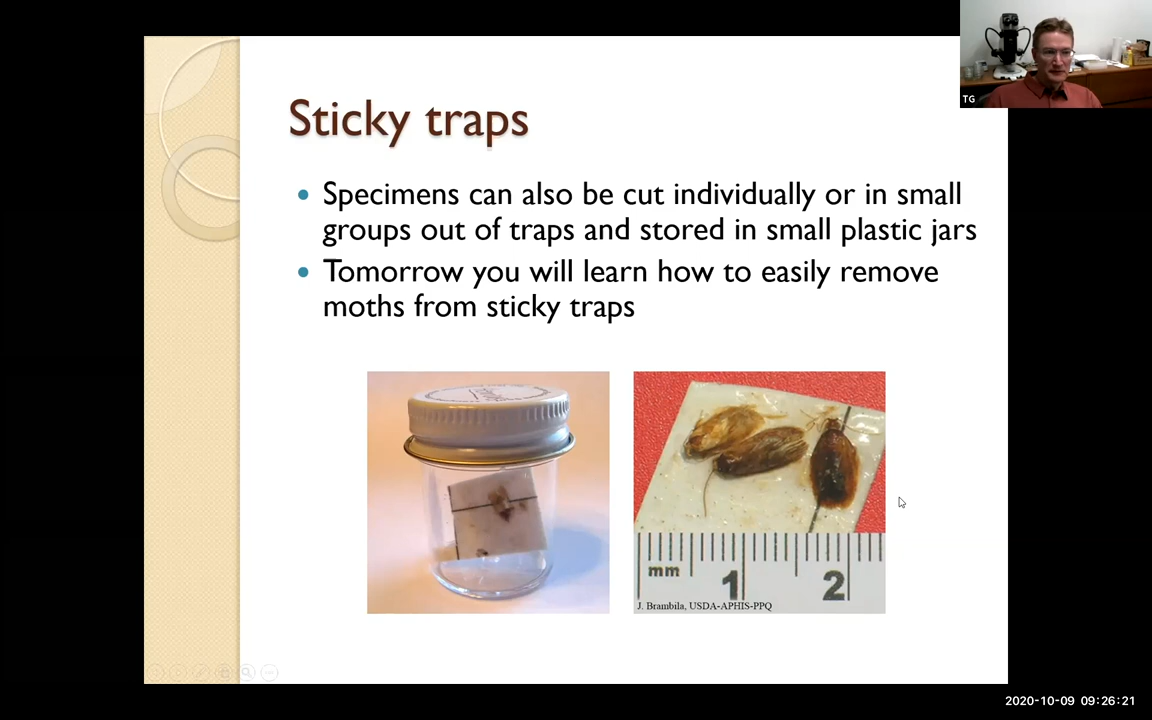 TG
Sticky traps
Specimens can also be cut individually or in small
groups out of traps and stored in small plastic jars
Tomorrow you will learn how to easily remove
moths from sticky traps
mm 1 2
J. Brambila, USDA-APHIS-PPQ
2020-10-09 09:26:21